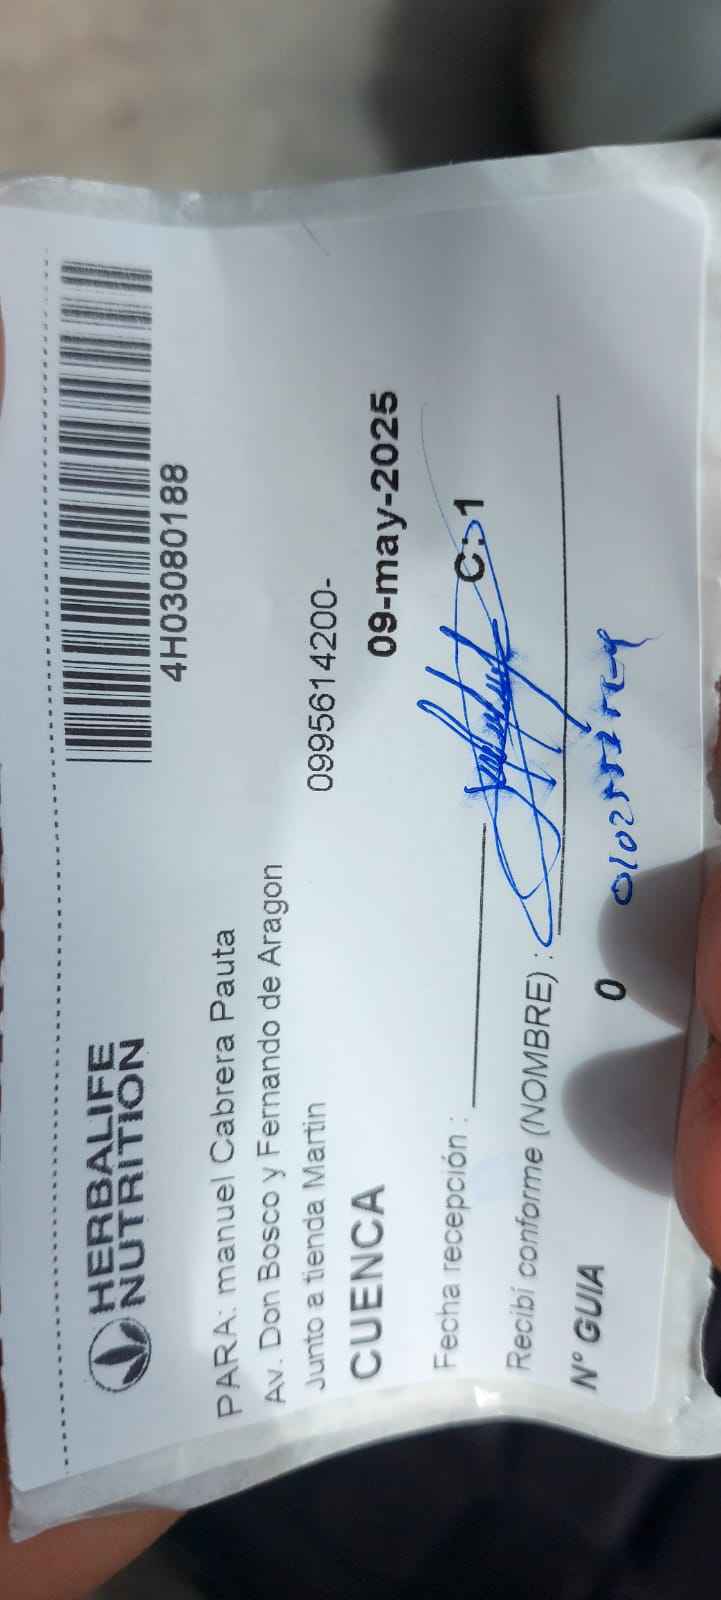 HERBALIFE
NUTRITION
4H03080188
PARA: manuel Cabrera Pauta
Av. Don Bosco y Fernando de Aragon
Junto a tienda Martin
0995614200-
CUENCA
09-may-2025
Fecha recepción :
C: 1
Recibí conforme (NOMBRE) :
N° GUIA
0